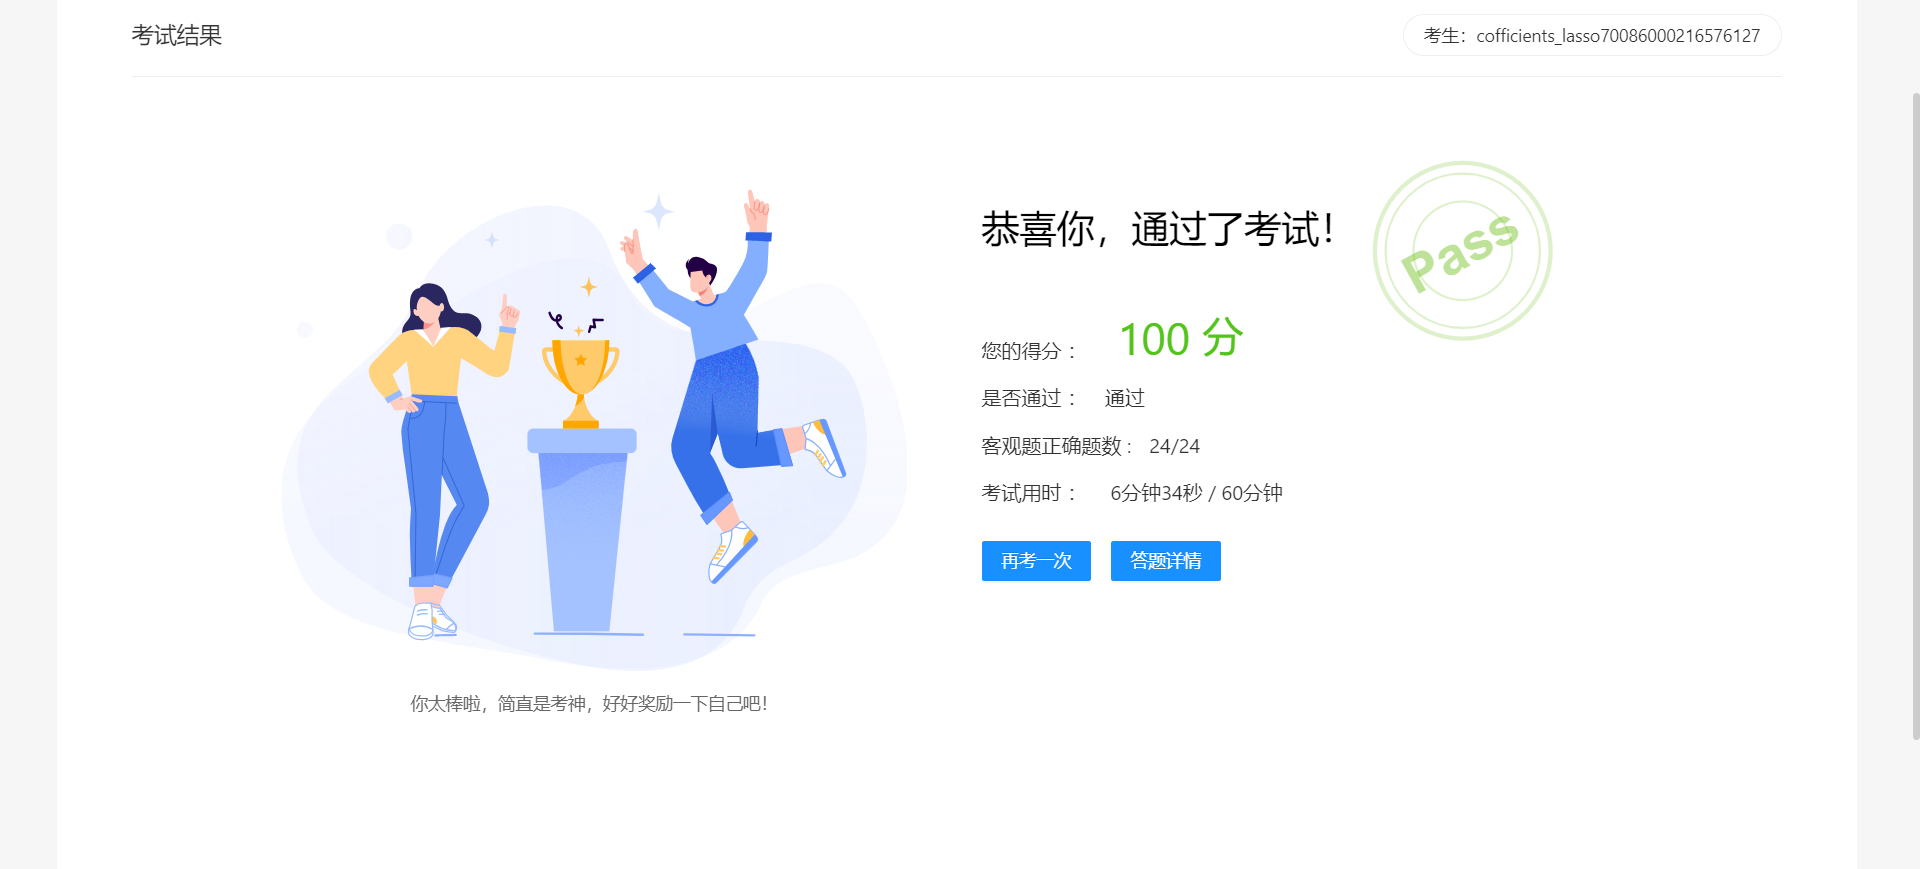 考试结果
考生：cofficients_lasso70086000216576127
恭喜你，通过了考试！
Pass
您的得分 ： 100 分
是否通过 ： 通过
客观题正确题数 ： 24/24
考试用时 ： 6分钟34秒 / 60分钟
再考一次 答题详情
你太棒啦，简直是考神，好好奖励一下自己吧！